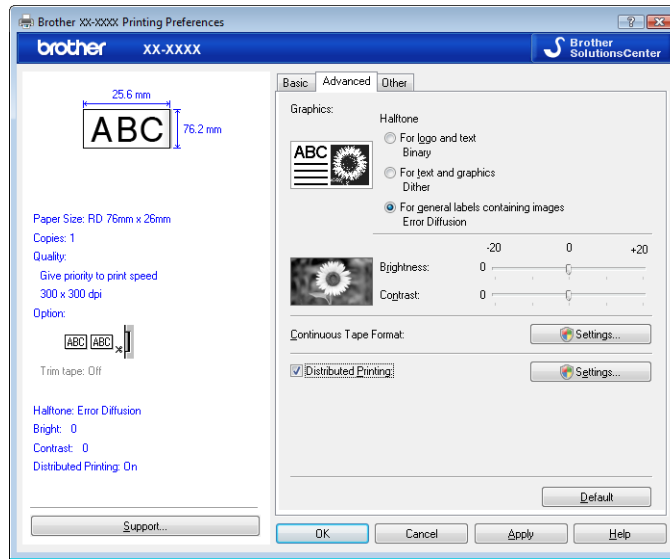 Brother XX-XXXX Printing Preferences
brother XX-XXXX
Brother
SolutionsCenter
25.6 mm
ABC
76.2 mm
Paper Size: RD 76mm x 26mm
Copies: 1
Quality:
Give priority to print speed
300 x 300 dpi
Option:
ABC ABC
Trim tape: Off
Halftone: Error Diffusion
Bright: 0
Contrast: 0
Distributed Printing: On
Support...
Basic Advanced Other
Graphics:
ABC
Halftone
For logo and text
Binary
For text and graphics
Dither
For general labels containing images
Error Diffusion
-20 0 +20
Brightness: 0
Contrast: 0
Continuous Tape Format: Settings...
Distributed Printing: Settings...
Default
OK Cancel Apply Help